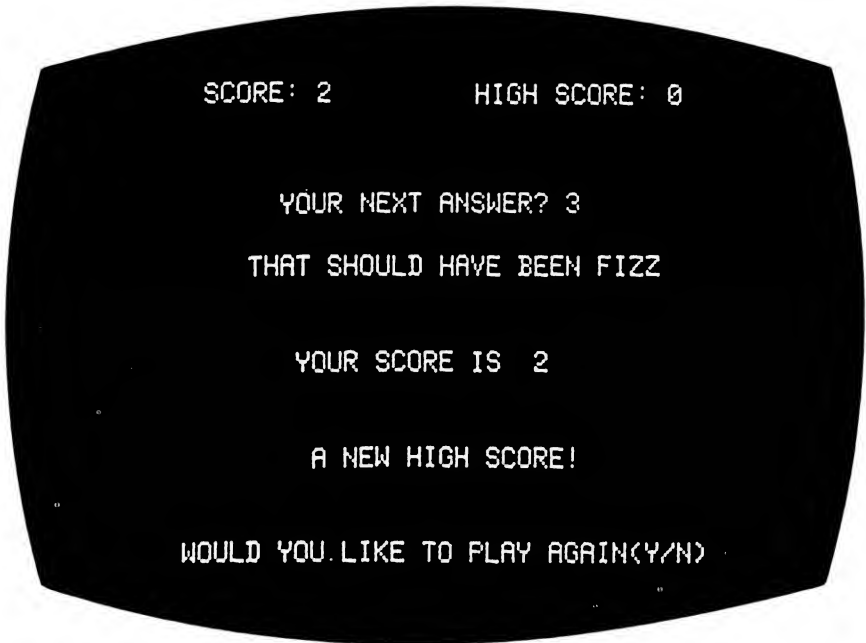 SCORE: 2 HIGH SCORE: 0
YOUR NEXT ANSWER? 3
THAT SHOULD HAVE BEEN FIZZ
YOUR SCORE IS 2
A NEW HIGH SCORE!
WOULD YOU LIKE TO PLAY AGAIN(Y/N)